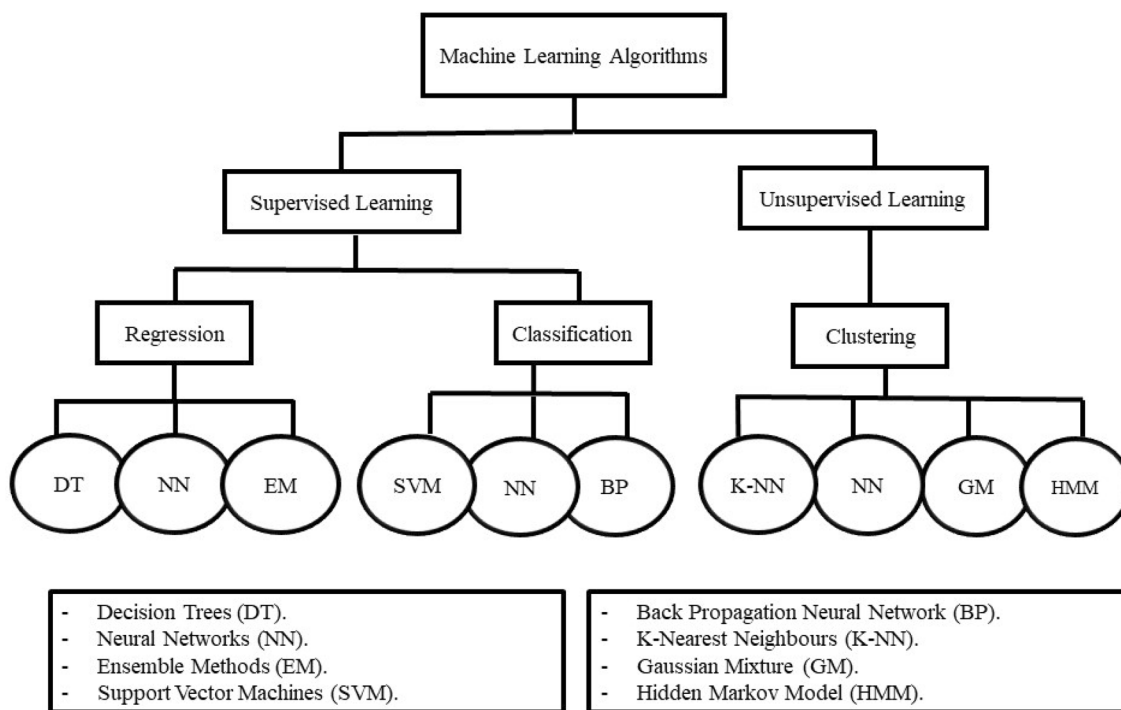 Machine Learning Algorithms
Supervised Learning
Unsupervised Learning
Regression
Classification
Clustering
DT
NN
EM
SVM
NN
BP
K-NN
NN
GM
HMM
- Decision Trees (DT).
- Neural Networks (NN).
- Ensemble Methods (EM).
- Support Vector Machines (SVM).
- Back Propagation Neural Network (BP).
- K-Nearest Neighbours (K-NN).
- Gaussian Mixture (GM).
- Hidden Markov Model (HMM).